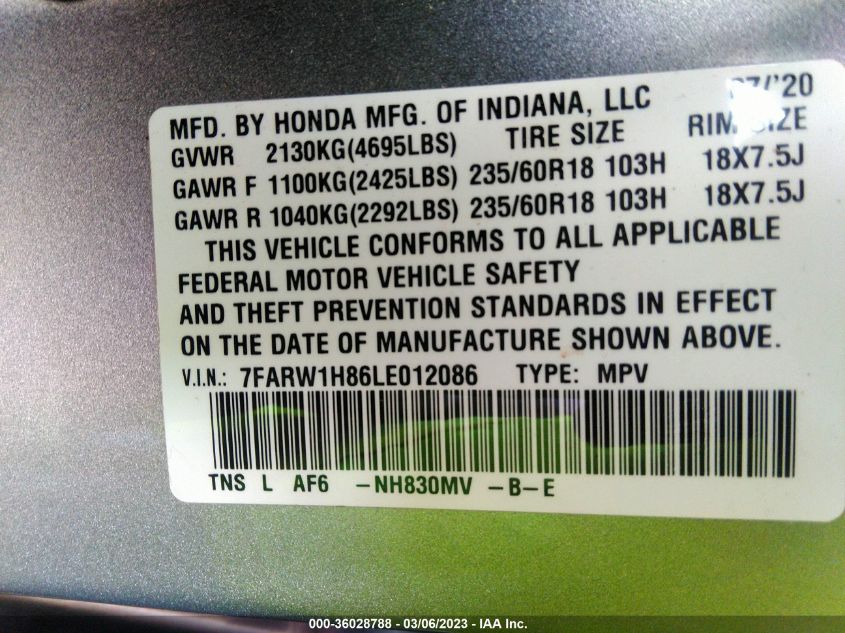 MFD. BY HONDA MFG. OF INDIANA, LLC
GVWR 2130KG(4695LBS) TIRE SIZE RIM SIZE
GAWR F 1100KG(2425LBS) 235/60R18 103H 18X7.5J
GAWR R 1040KG(2292LBS) 235/60R18 103H 18X7.5J
THIS VEHICLE CONFORMS TO ALL APPLICABLE
FEDERAL MOTOR VEHICLE SAFETY
AND THEFT PREVENTION STANDARDS IN EFFECT
ON THE DATE OF MANUFACTURE SHOWN ABOVE.
V.I.N.: 7FARW1H86LE012086 TYPE: MPV
TNS L AF6 -NH830MV -B-E
000-36028788 - 03/06/2023 - IAA Inc.